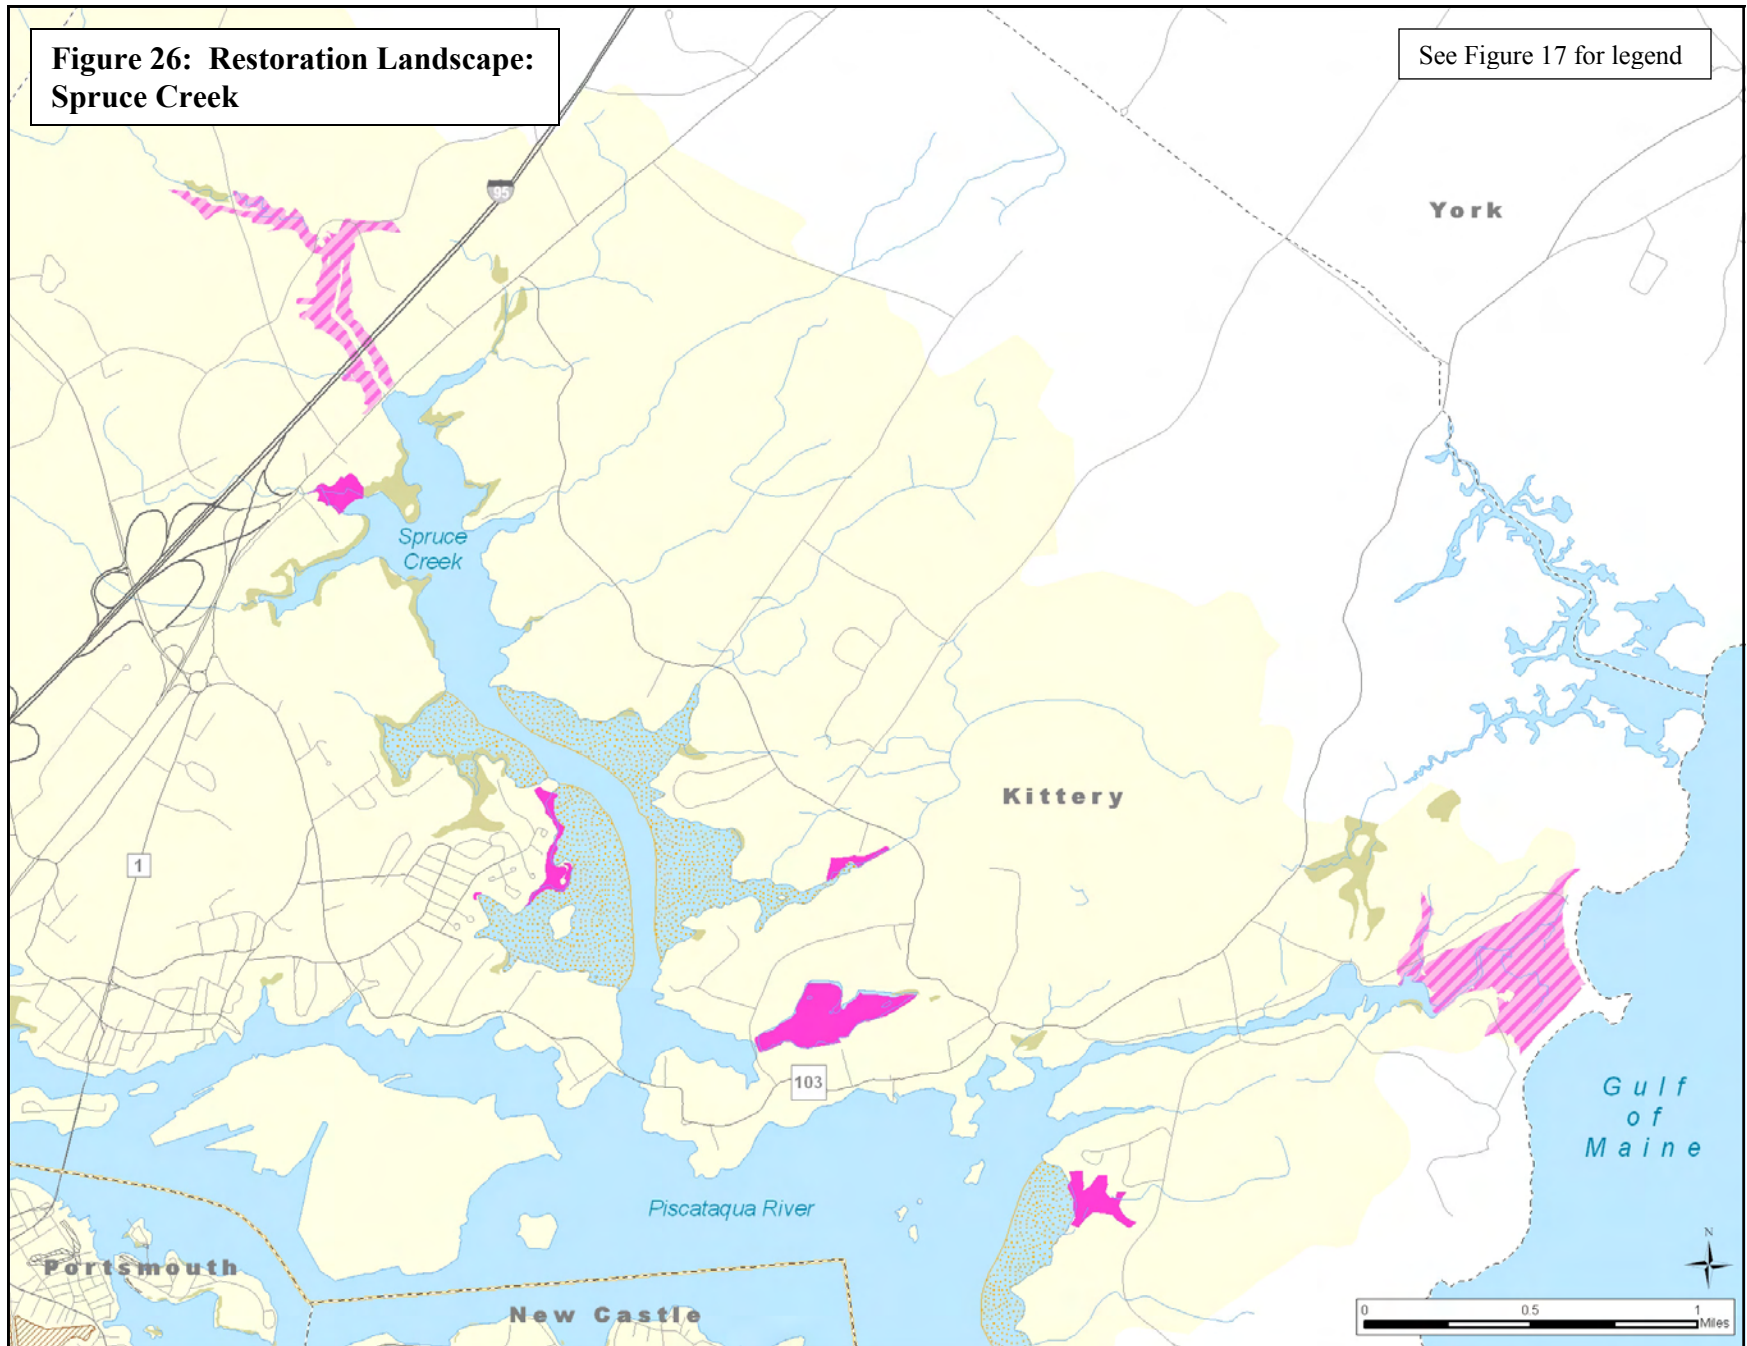 Figure 26: Restoration Landscape:
Spruce Creek
See Figure 17 for legend
95
York
Spruce
Creek
Kittery
1
103
Gulf
of
Maine
Piscataqua River
N
Portsmouth
New Castle
0 0.5 1
Miles